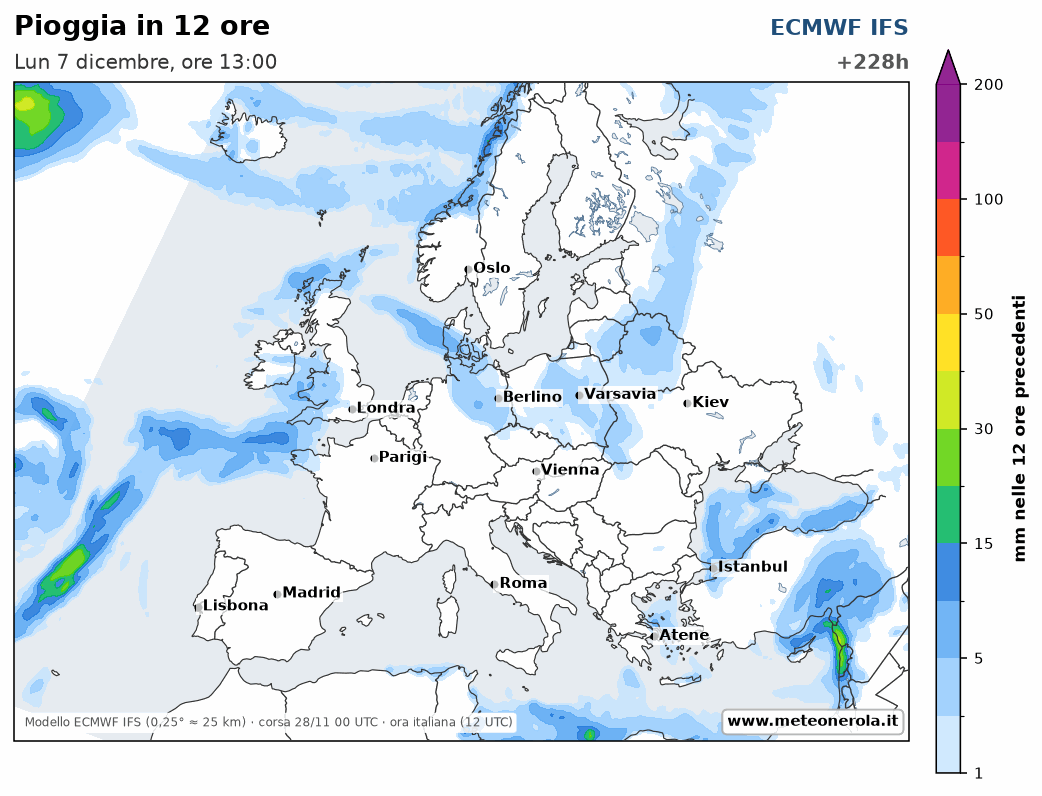 Pioggia in 12 ore
ECMWF IFS
Lun 7 dicembre, ore 13:00
+228h
200
100
50
30
15
5
1
mm nelle 12 ore precedenti
Oslo
Berlino
Varsavia
Kiev
Londra
Parigi
Vienna
Istanbul
Roma
Madrid
Lisbona
Atene
Modello ECMWF IFS (0,25° ≈ 25 km) · corsa 28/11 00 UTC · ora italiana (12 UTC)
www.meteonerola.it